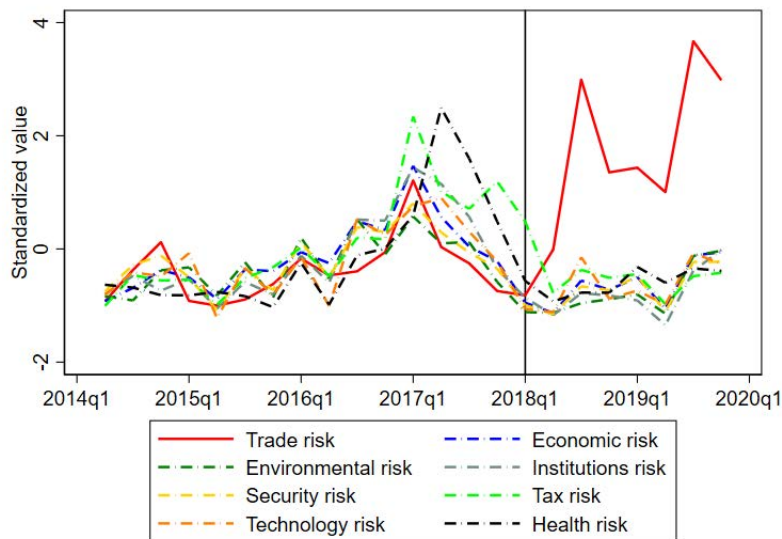 4
2
0
-2
Standardized value
2014q1 2015q1 2016q1 2017q1 2018q1 2019q1 2020q1
Trade risk Economic risk
Environmental risk Institutions risk
Security risk Tax risk
Technology risk Health risk